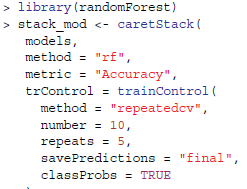 > library(randomForest)
> stack_mod <- caretStack(
models,
method = "rf",
metric = "Accuracy",
trControl = trainControl(
method = "repeatedcv",
number = 10,
repeats = 5,
savePredictions = "final",
classProbs = TRUE